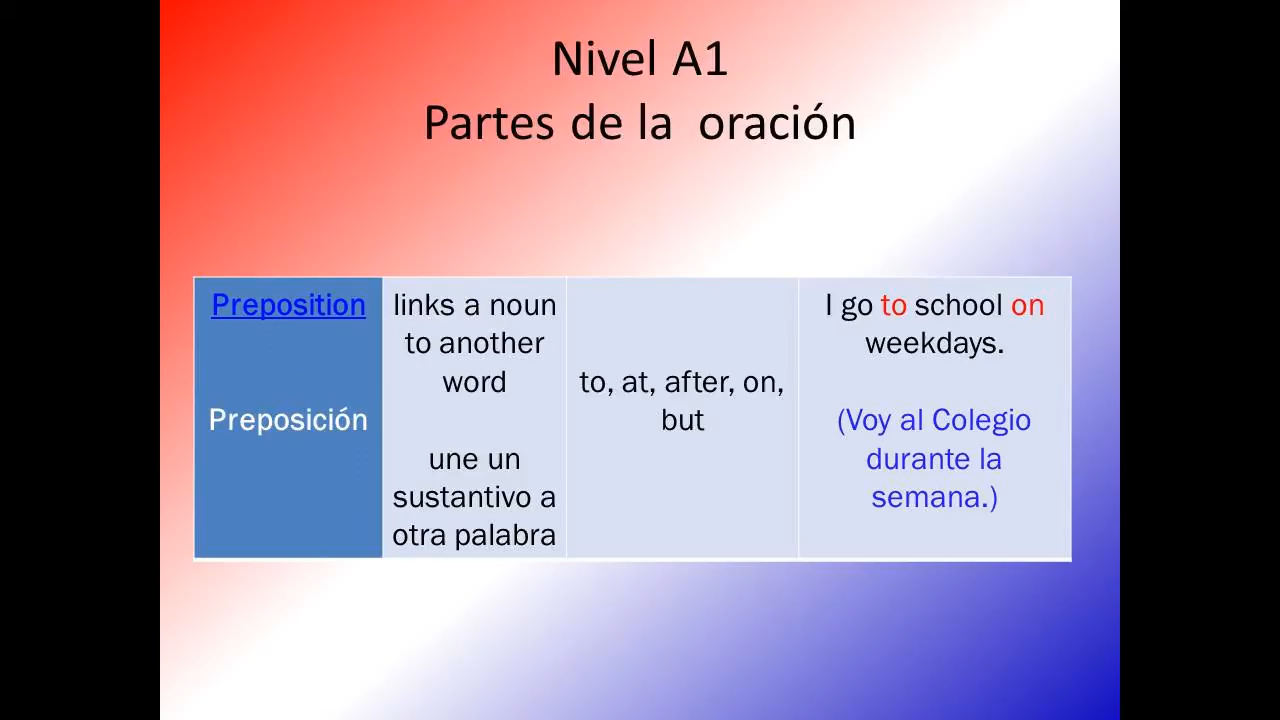 Nivel A1
Partes de la oración
Preposition
Preposición
links a noun
to another
word
une un
sustantivo a
otra palabra
to, at, after, on,
but
I go to school on
weekdays.
(Voy al Colegio
durante la
semana.)